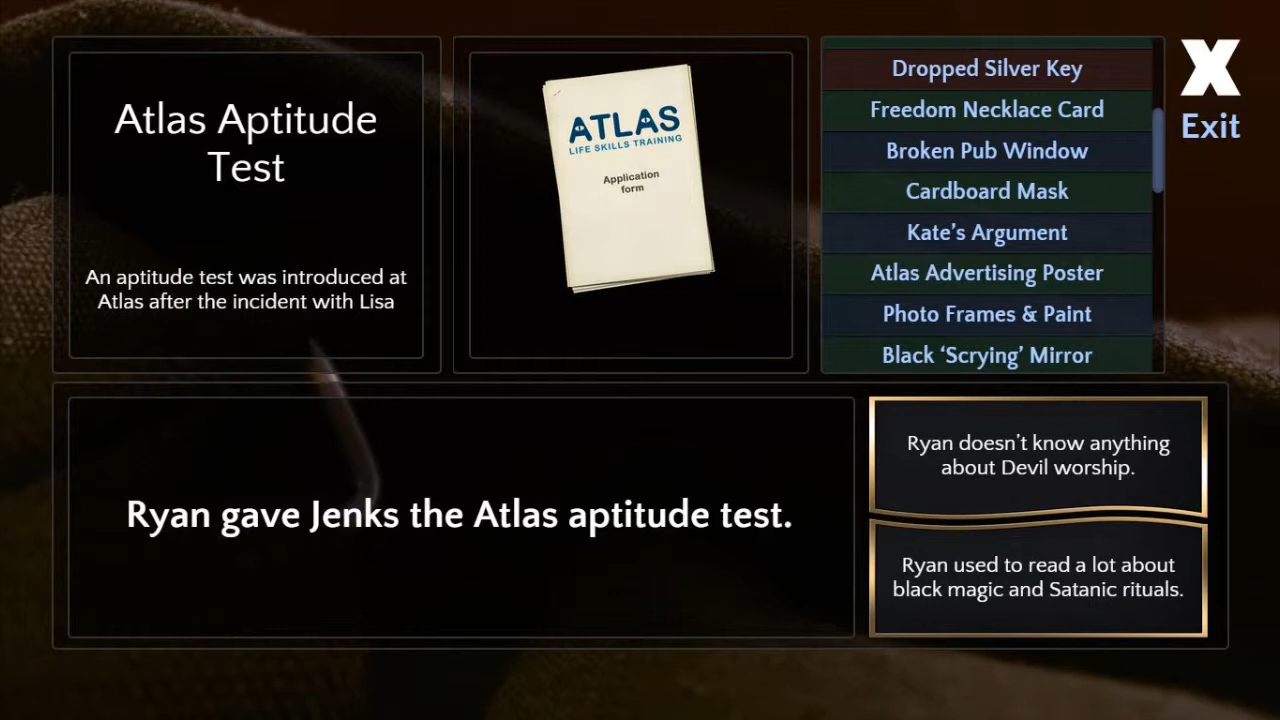 Atlas Aptitude
Test
An aptitude test was introduced at
Atlas after the incident with Lisa
ATLAS
LIFE SKILLS TRAINING
Application
form
Dropped Silver Key
Freedom Necklace Card
Broken Pub Window
Cardboard Mask
Kate's Argument
Atlas Advertising Poster
Photo Frames & Paint
Black ‘Scrying’ Mirror
X
Exit
Ryan gave Jenks the Atlas aptitude test.
Ryan doesn't know anything
about Devil worship.
Ryan used to read a lot about
black magic and Satanic rituals.